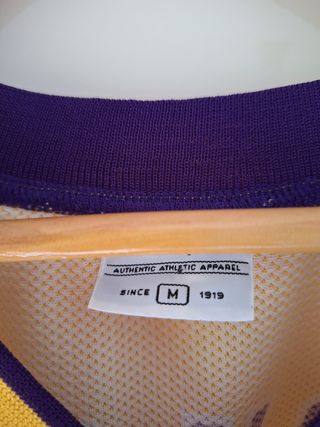 AUTHENTIC ATHLETIC APPAREL
SINCE M 1919